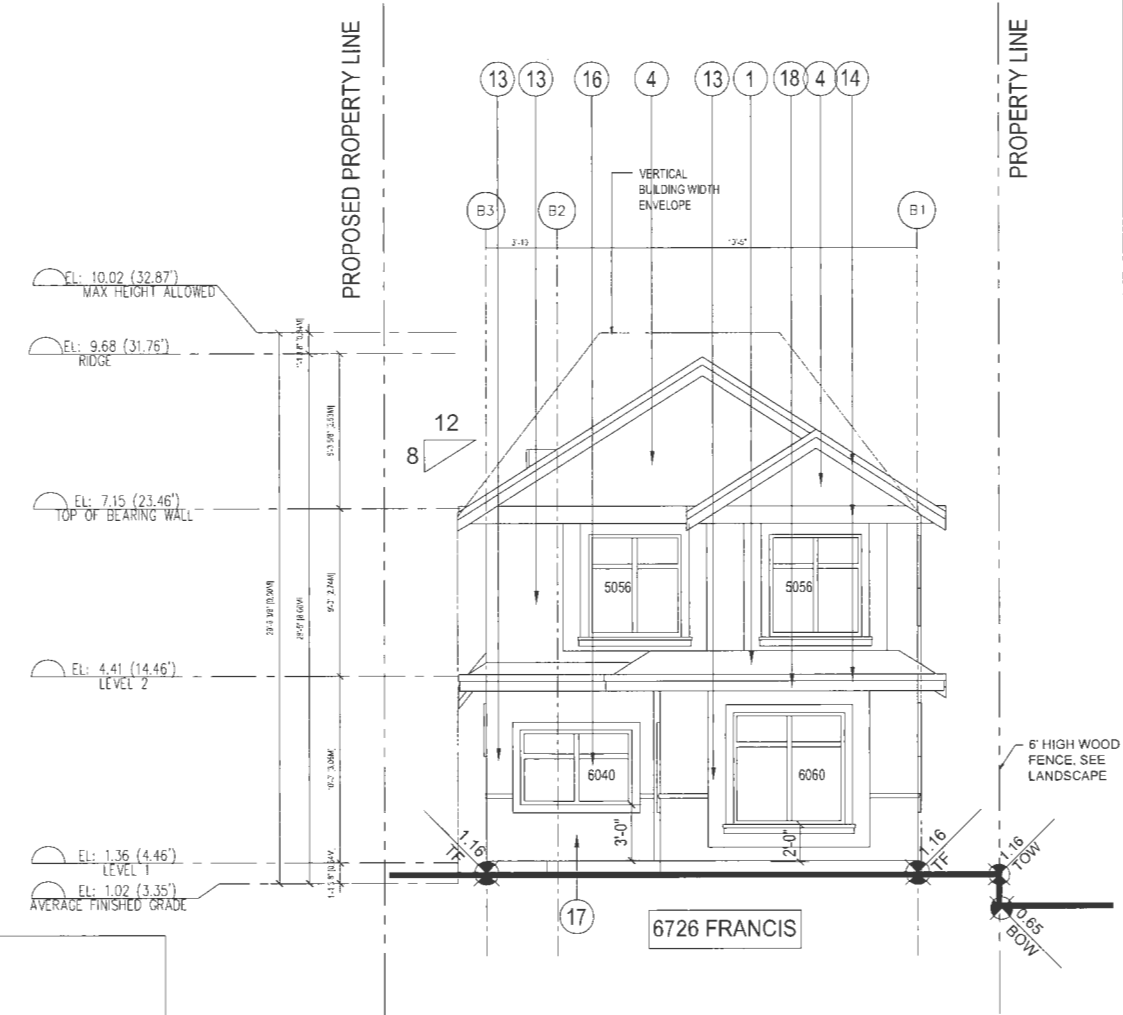 PROPOSED PROPERTY LINE
PROPERTY LINE
13 13 16 4 13 1 18 4 14
VERTICAL
BUILDING WIDTH
ENVELOPE
B3 B2 B1
3'-10
EL: 10.02 (32.87')
MAX HEIGHT ALLOWED
EL: 9.68 (31.76')
RIDGE
12
8
EL: 7.15 (23.46')
TOP OF BEARING WALL
5056
5056
EL: 4.41 (14.46')
LEVEL 2
6' HIGH WOOD
FENCE, SEE
LANDSCAPE
6040
6060
3'-0"
2'-0"
1.16
TF
1.16
TF
1.16
TOW
EL: 1.36 (4.46')
LEVEL 1
EL: 1.02 (3.35')
AVERAGE FINISHED GRADE
17
6726 FRANCIS
0.65
BOW